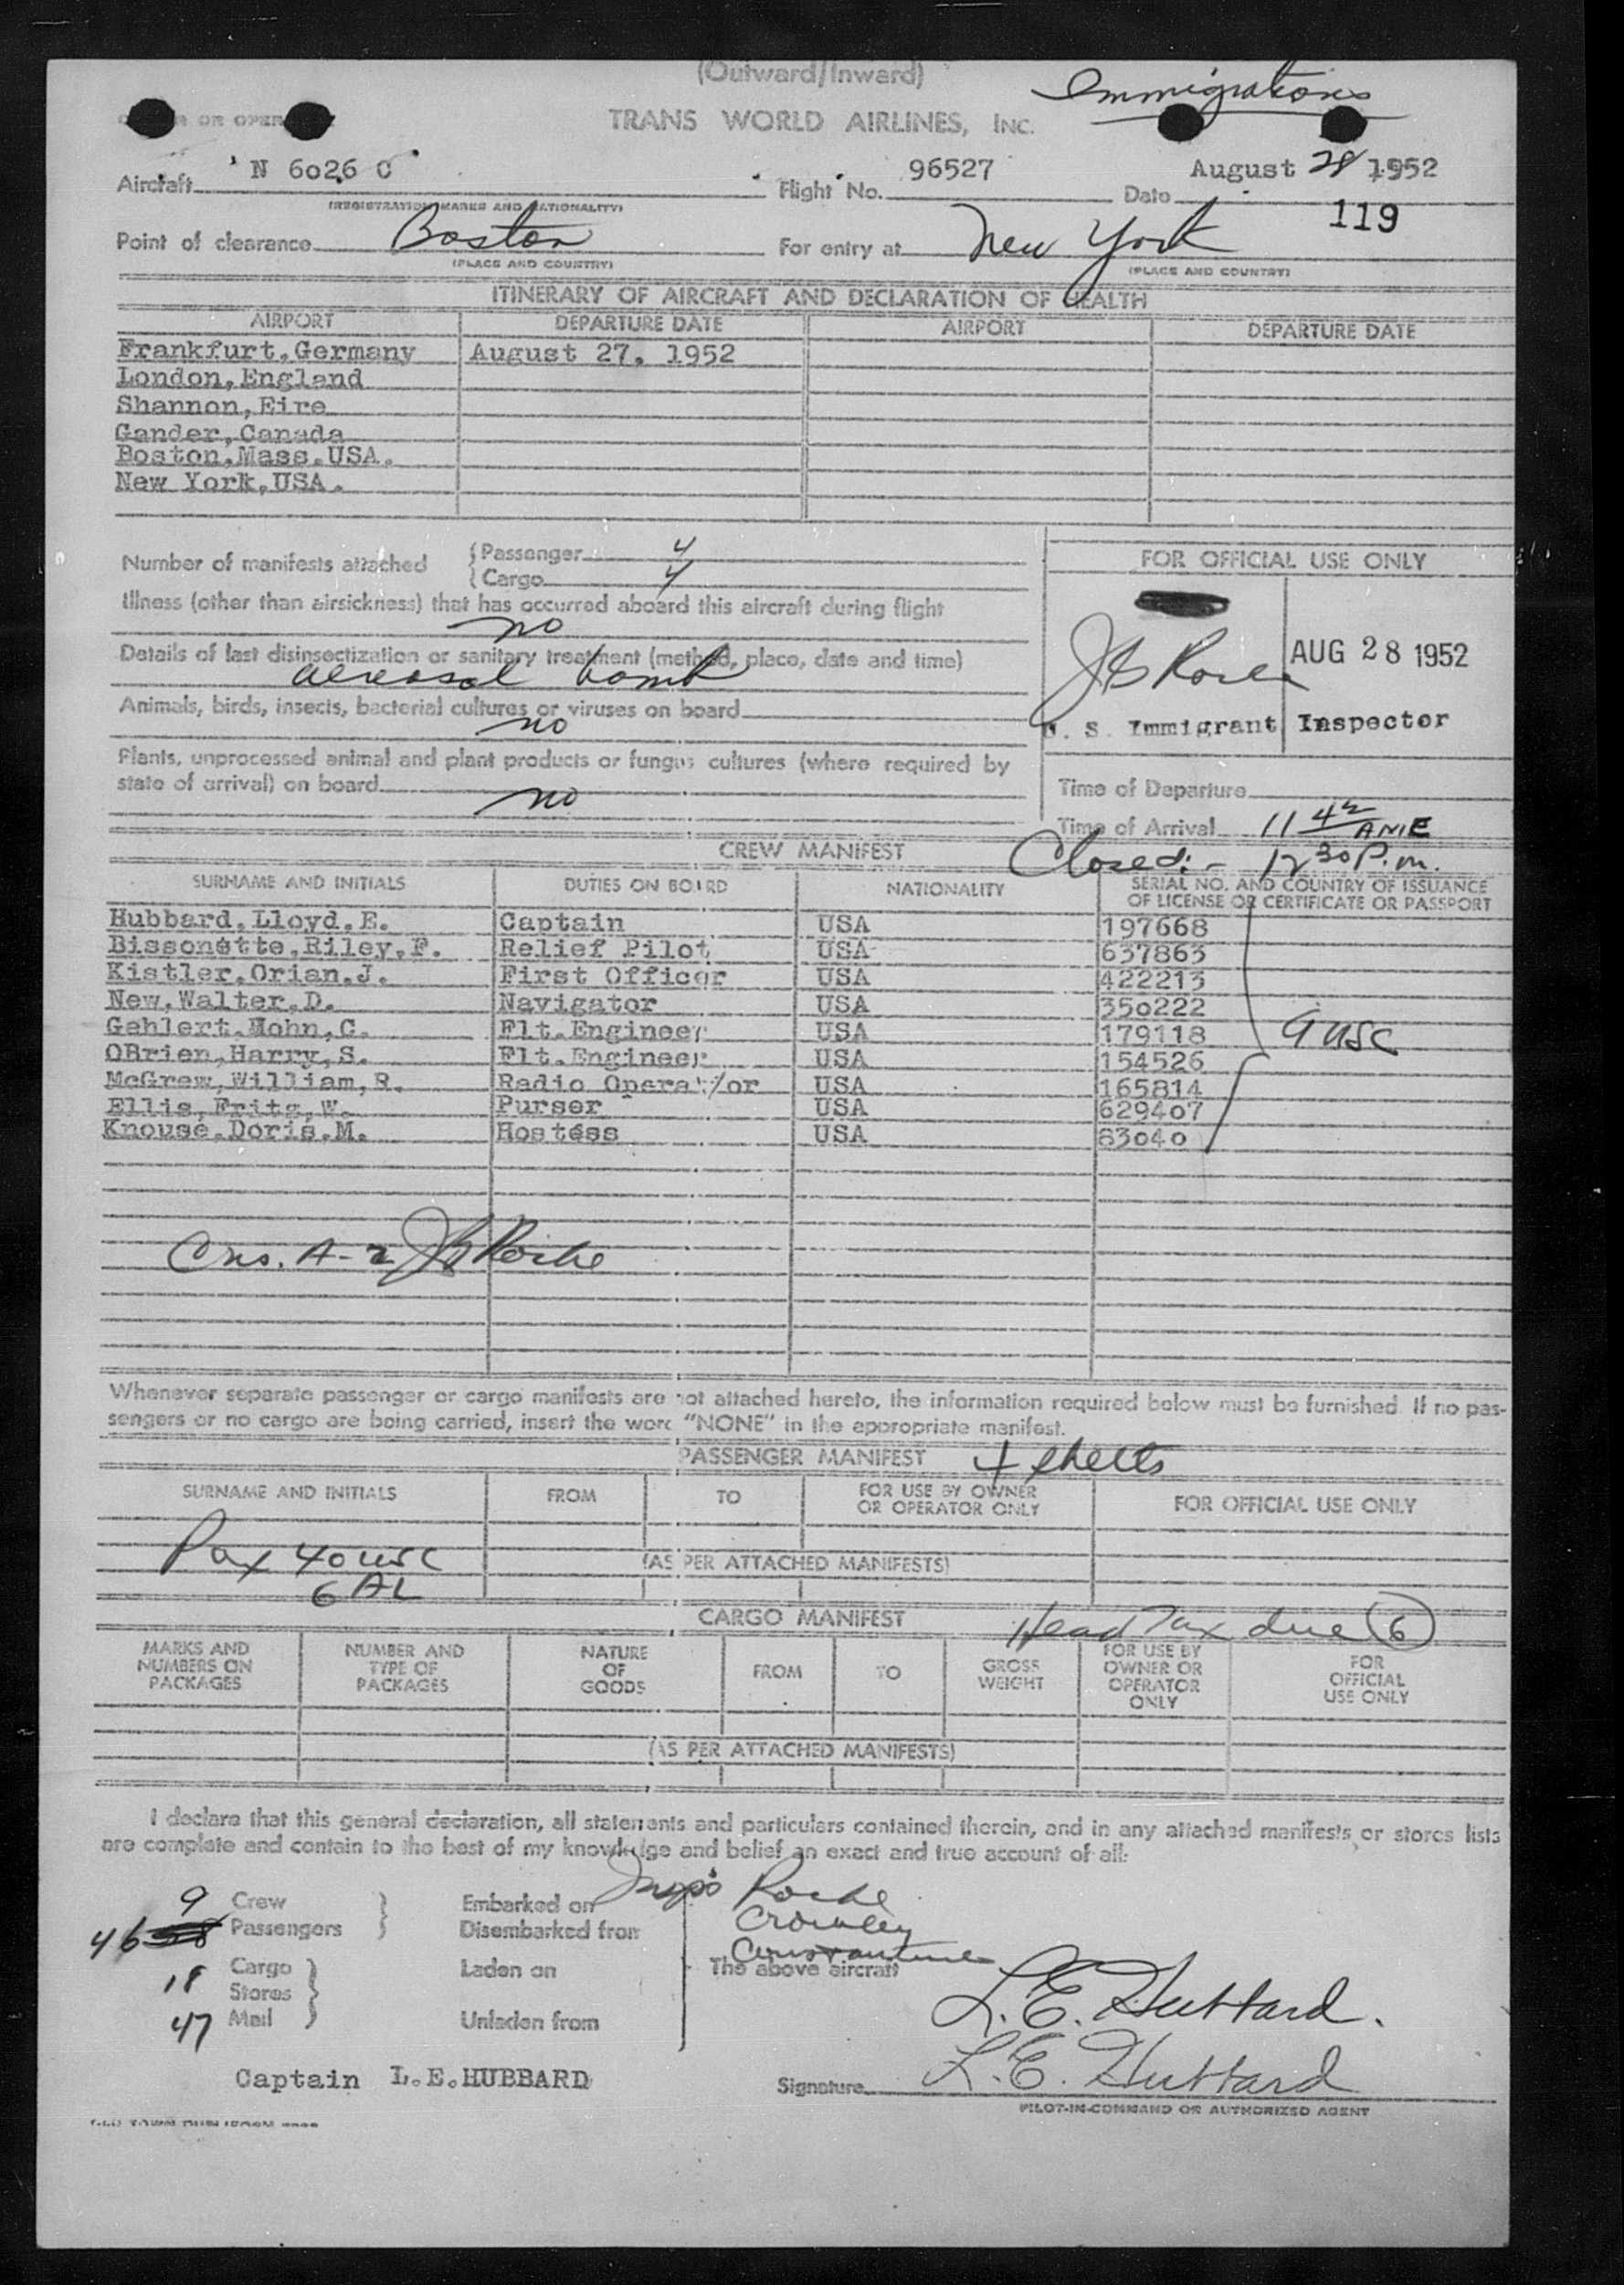 (Outward/Inward)
Immigrations
OR OPER
TRANS WORLD AIRLINES, INC.
Aircraft N 6026 C Flight No. 96527 Date August 28 1952
(REGISTRATION MARKS AND NATIONALITY)
119
Point of clearance Boston For entry at New York
(PLACE AND COUNTRY) (PLACE AND COUNTRY)
ITINERARY OF AIRCRAFT AND DECLARATION OF HEALTH
AIRPORT DEPARTURE DATE AIRPORT DEPARTURE DATE
Frankfurt,Germany August 27, 1952
London,England
Shannon,Eire
Gander,Canada
Boston,Mass.USA.
New York,USA.
Number of manifests attached { Passenger 4
{ Cargo 4
FOR OFFICIAL USE ONLY
Illness (other than airsickness) that has occurred aboard this aircraft during flight
no
Details of last disinsectization or sanitary treatment (method, place, date and time)
aereosol bomb
AUG 28 1952
Animals, birds, insects, bacterial cultures or viruses on board
no
U. S. Immigrant Inspector
Plants, unprocessed animal and plant products or fungus cultures (where required by
state of arrival) on board
no
Time of Departure
Time of Arrival 11 42 AME
Closed:- 12 30 P.m.
CREW MANIFEST
SURNAME AND INITIALS DUTIES ON BOARD NATIONALITY SERIAL NO. AND COUNTRY OF ISSUANCE
OF LICENSE OR CERTIFICATE OR PASSPORT
Hubbard,Lloyd.E. Captain USA 197668
Bissonette,Riley,F. Relief Pilot USA 637863
Kistler,Orian,J. First Officer USA 422213
New,Walter,D. Navigator USA 350222
Gehlert,Mohn,C. Flt.Engineer USA 179118
9 USC
OBrien,Harry,S. Flt.Engineer USA 154526
McGrew,William,R. Radio Operat/or USA 165814
Ellis,Fritz,W. Purser USA 629407
Knouse,Doris.M. Hostess USA 83040
Cns. A-2 JB Roche
Whenever separate passenger or cargo manifests are not attached hereto, the information required below must be furnished. If no pas-
sengers or no cargo are being carried, insert the word "NONE" in the appropriate manifest.
PASSENGER MANIFEST 4 sheets
SURNAME AND INITIALS FROM TO FOR USE BY OWNER
OR OPERATOR ONLY FOR OFFICIAL USE ONLY
Pax 40 USC
(AS PER ATTACHED MANIFESTS)
6 AL
CARGO MANIFEST
Head Tax due 6
MARKS AND
NUMBERS ON
PACKAGES NUMBER AND
TYPE OF
PACKAGES NATURE
OF
GOODS FROM TO GROSS
WEIGHT FOR USE BY
OWNER OR
OPERATOR
ONLY FOR
OFFICIAL
USE ONLY
(AS PER ATTACHED MANIFESTS)
I declare that this general declaration, all statements and particulars contained therein, and in any attached manifests or stores lists
are complete and contain to the best of my knowledge and belief an exact and true account of all:
9 Crew } Embarked on Insps Roche
46 Passengers } Disembarked from Crowley
18 Cargo } Laden on The above aircraft
Stores
47 Mail } Unladen from
L. E. Hubbard.
Captain L.E.HUBBARD Signature L. E. Hubbard
PILOT-IN-COMMAND OR AUTHORIZED AGENT